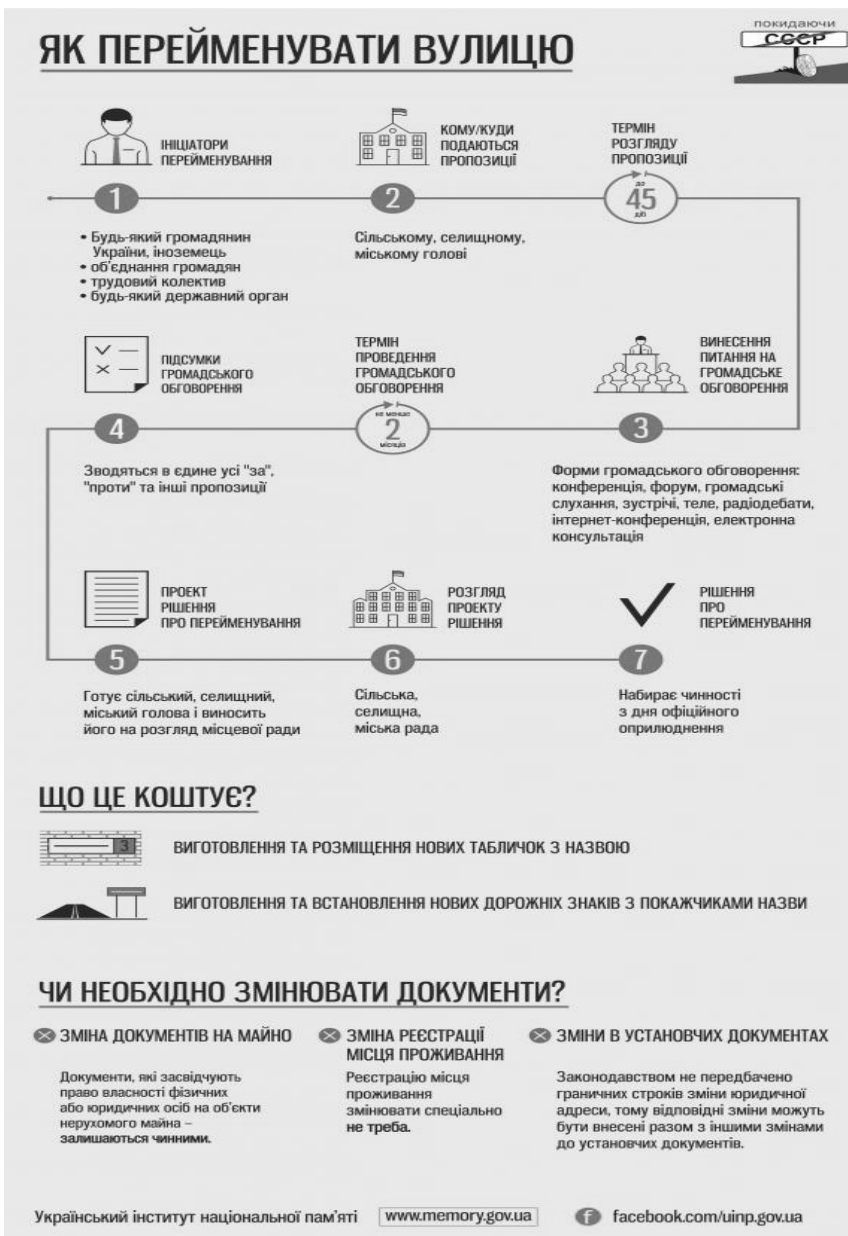 покидаючи
СССР
ЯК ПЕРЕЙМЕНУВАТИ ВУЛИЦЮ
ІНІЦІАТОРИ
ПЕРЕЙМЕНУВАННЯ
1
• Будь-який громадянин
України, іноземець
• об'єднання громадян
• трудовий колектив
• будь-який державний орган
КОМУ/КУДИ
ПОДАЮТЬСЯ
ПРОПОЗИЦІЇ
2
Сільському, селищному,
міському голові
ТЕРМІН
РОЗГЛЯДУ
ПРОПОЗИЦІЇ
до
45
діб
ВИНЕСЕННЯ
ПИТАННЯ НА
ГРОМАДСЬКЕ
ОБГОВОРЕННЯ
3
Форми громадського обговорення:
конференція, форум, громадські
слухання, зустрічі, теле, радіодебати,
інтернет-конференція, електронна
консультація
ТЕРМІН
ПРОВЕДЕННЯ
ГРОМАДСЬКОГО
ОБГОВОРЕННЯ
не менше
2
місяців
ПІДСУМКИ
ГРОМАДСЬКОГО
ОБГОВОРЕННЯ
4
Зводяться в єдине усі "за",
"проти" та інші пропозиції
ПРОЕКТ
РІШЕННЯ
ПРО ПЕРЕЙМЕНУВАННЯ
5
Готує сільський, селищний,
міський голова і виносить
його на розгляд місцевої ради
РОЗГЛЯД
ПРОЕКТУ
РІШЕННЯ
6
Сільська,
селищна,
міська рада
РІШЕННЯ
ПРО
ПЕРЕЙМЕНУВАННЯ
7
Набирає чинності
з дня офіційного
оприлюднення
ЩО ЦЕ КОШТУЄ?
3
ВИГОТОВЛЕННЯ ТА РОЗМІЩЕННЯ НОВИХ ТАБЛИЧОК З НАЗВОЮ
ВИГОТОВЛЕННЯ ТА ВСТАНОВЛЕННЯ НОВИХ ДОРОЖНІХ ЗНАКІВ З ПОКАЖЧИКАМИ НАЗВИ
ЧИ НЕОБХІДНО ЗМІНЮВАТИ ДОКУМЕНТИ?
ЗМІНА ДОКУМЕНТІВ НА МАЙНО
Документи, які засвідчують
право власності фізичних
або юридичних осіб на об'єкти
нерухомого майна –
залишаються чинними.
ЗМІНА РЕЄСТРАЦІЇ
МІСЦЯ ПРОЖИВАННЯ
Реєстрацію місця
проживання
змінювати спеціально
не треба.
ЗМІНИ В УСТАНОВЧИХ ДОКУМЕНТАХ
Законодавством не передбачено
граничних строків зміни юридичної
адреси, тому відповідні зміни можуть
бути внесені разом з іншими змінами
до установчих документів.
Український інститут національної пам'яті
www.memory.gov.ua
facebook.com/uinp.gov.ua